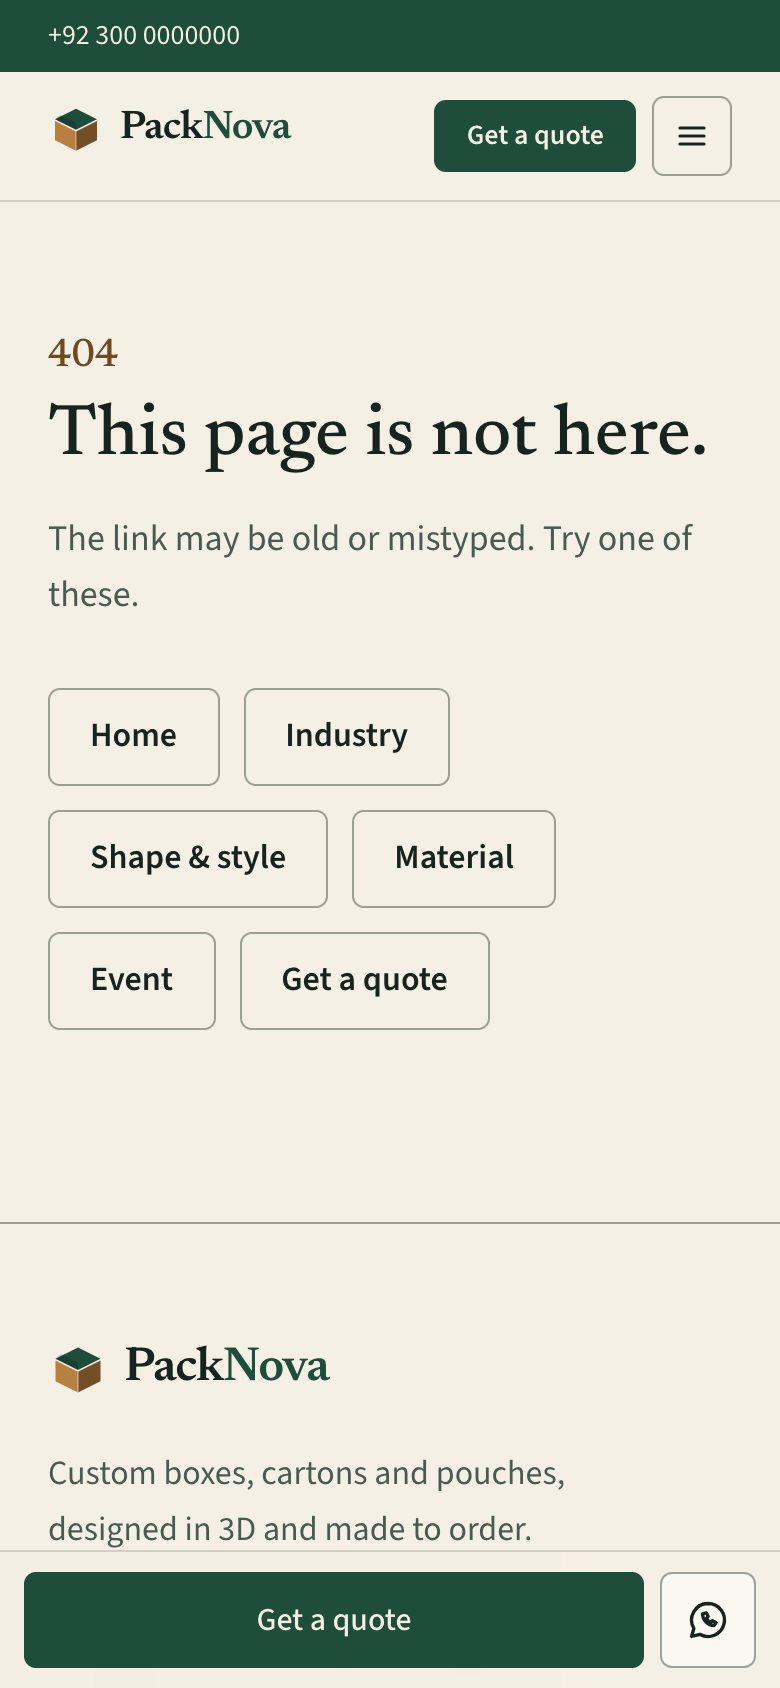 +92 300 0000000
PackNova
Get a quote
404
This page is not here.
The link may be old or mistyped. Try one of
these.
Home
Industry
Shape & style
Material
Event
Get a quote
PackNova
Custom boxes, cartons and pouches,
designed in 3D and made to order.
Get a quote